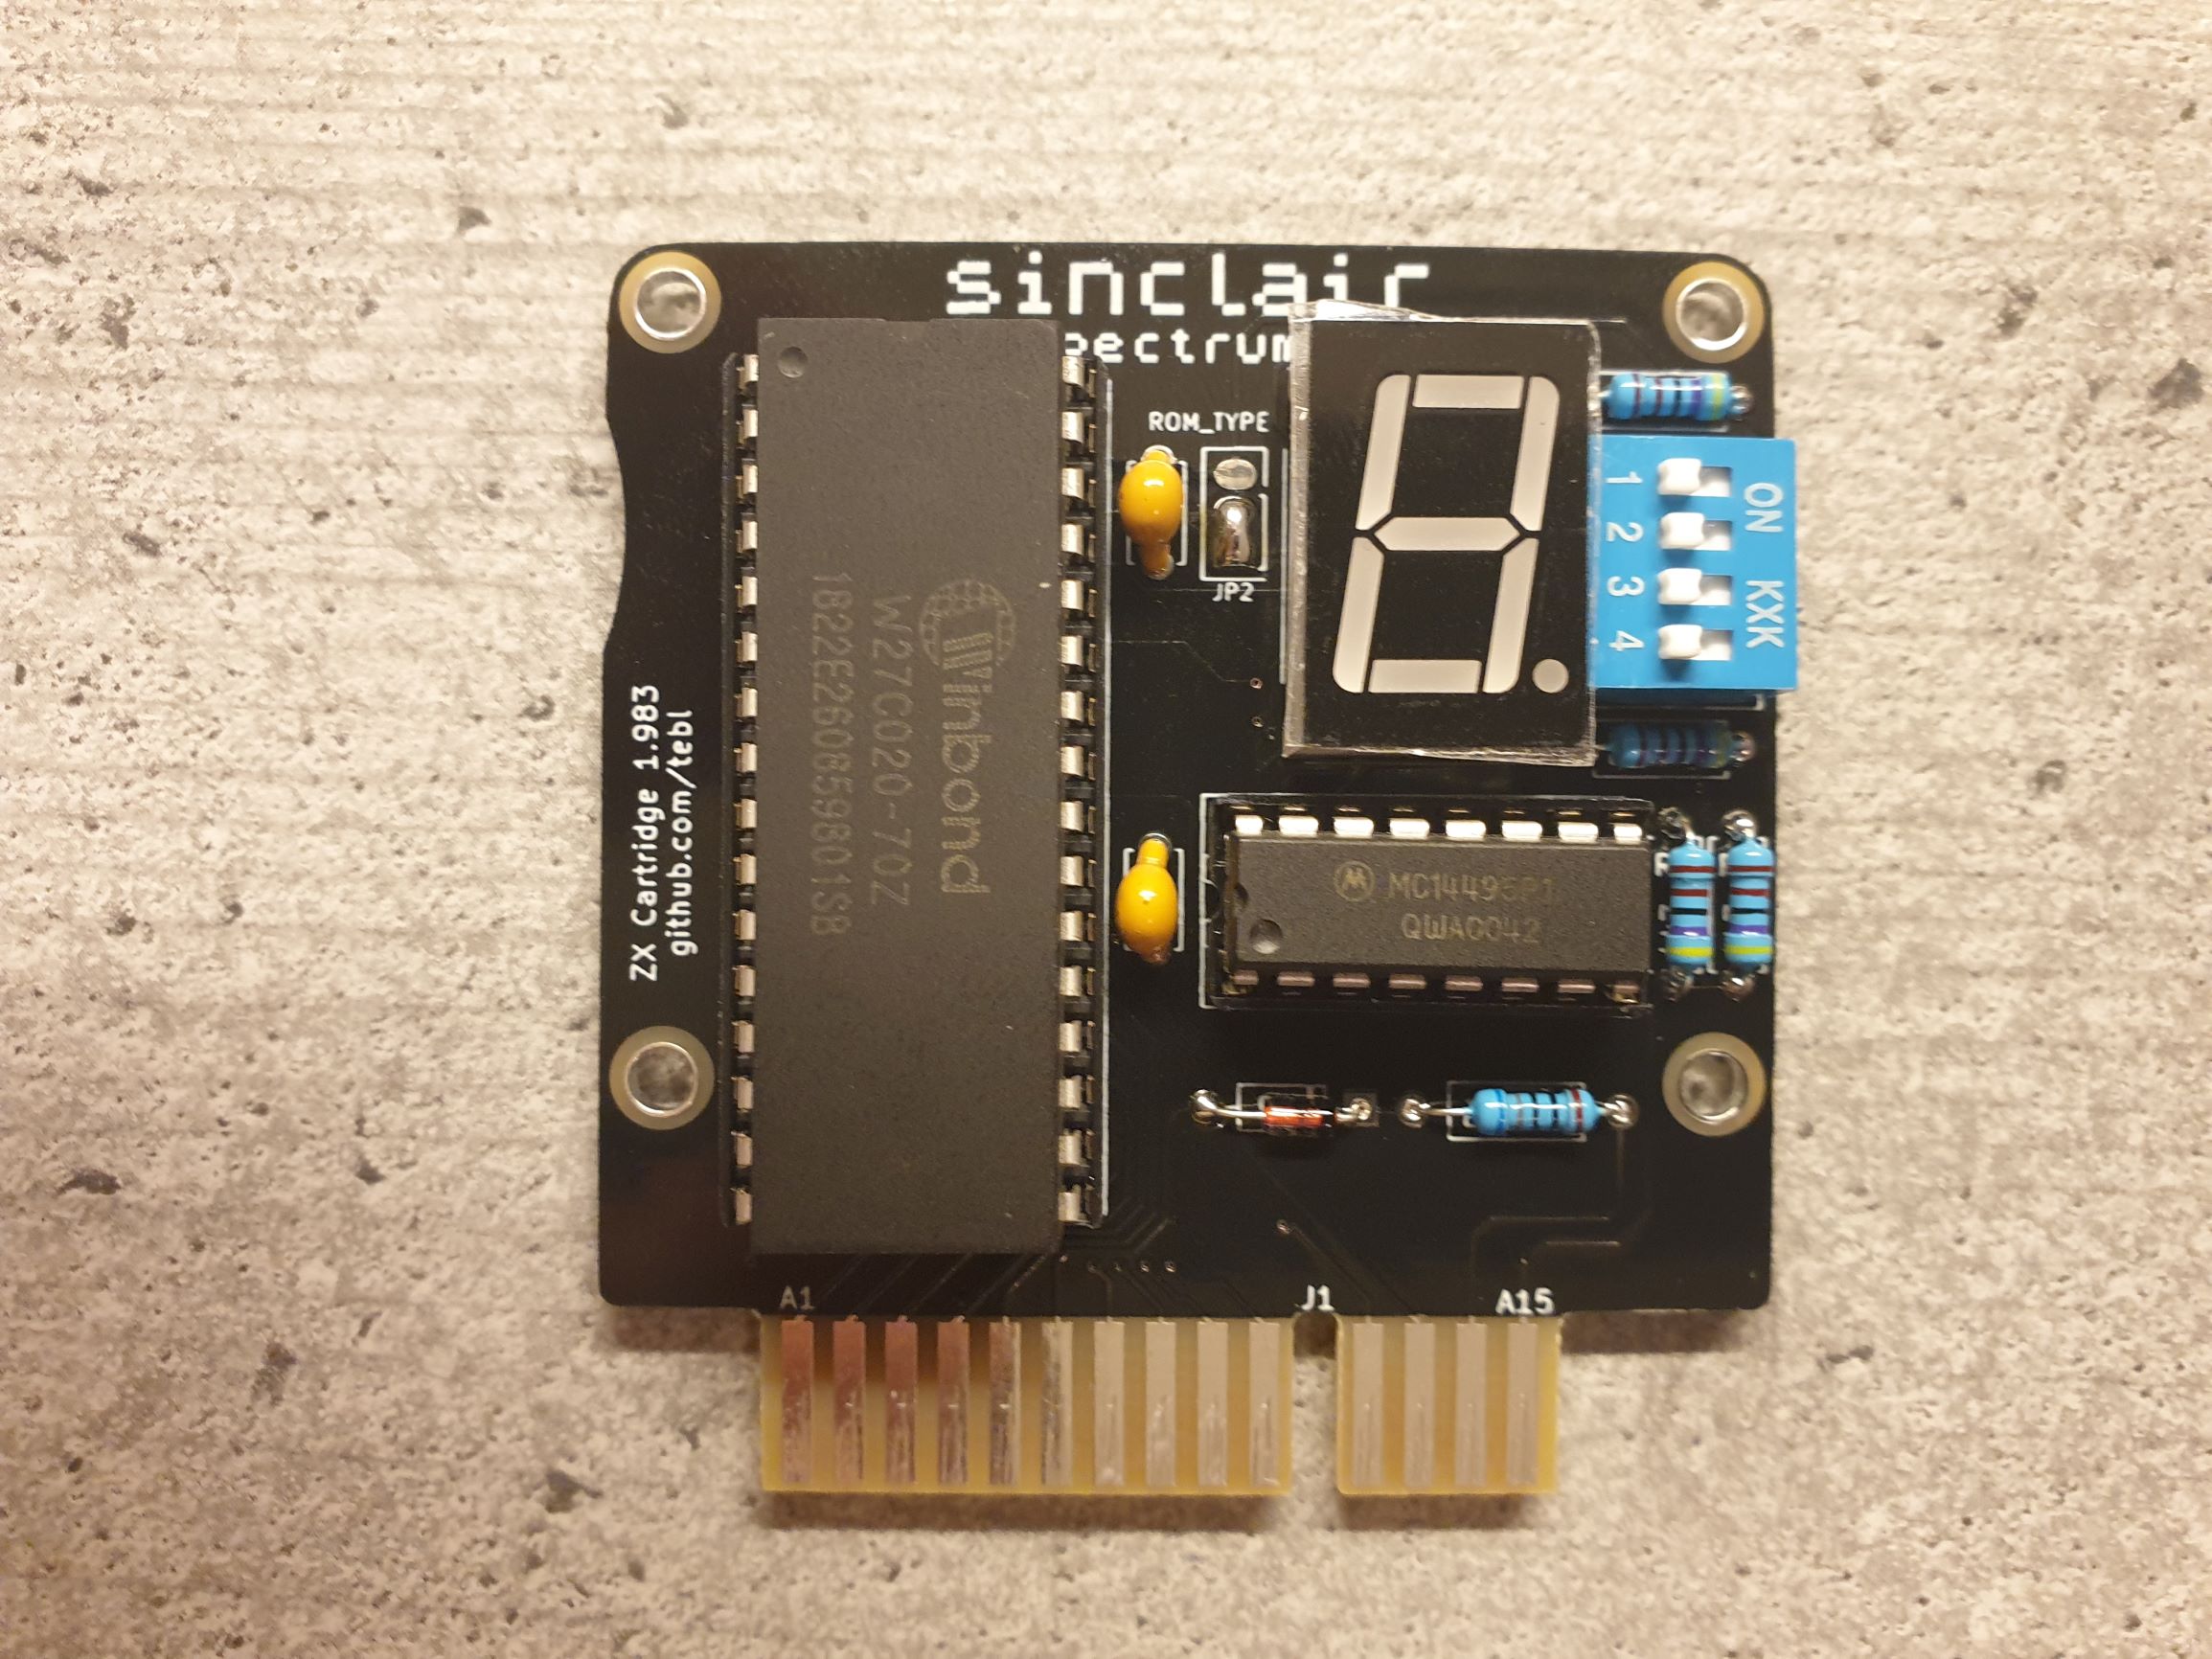 sinclair
pectrum
ROM_TYPE
JP2
ON KXK
1 2 3 4
winbond
W27C020-70Z
1822E260859801SB
ZX Cartridge 1.983
github.com/tebl
MC14495P1
QWA0042
A1
J1
A15